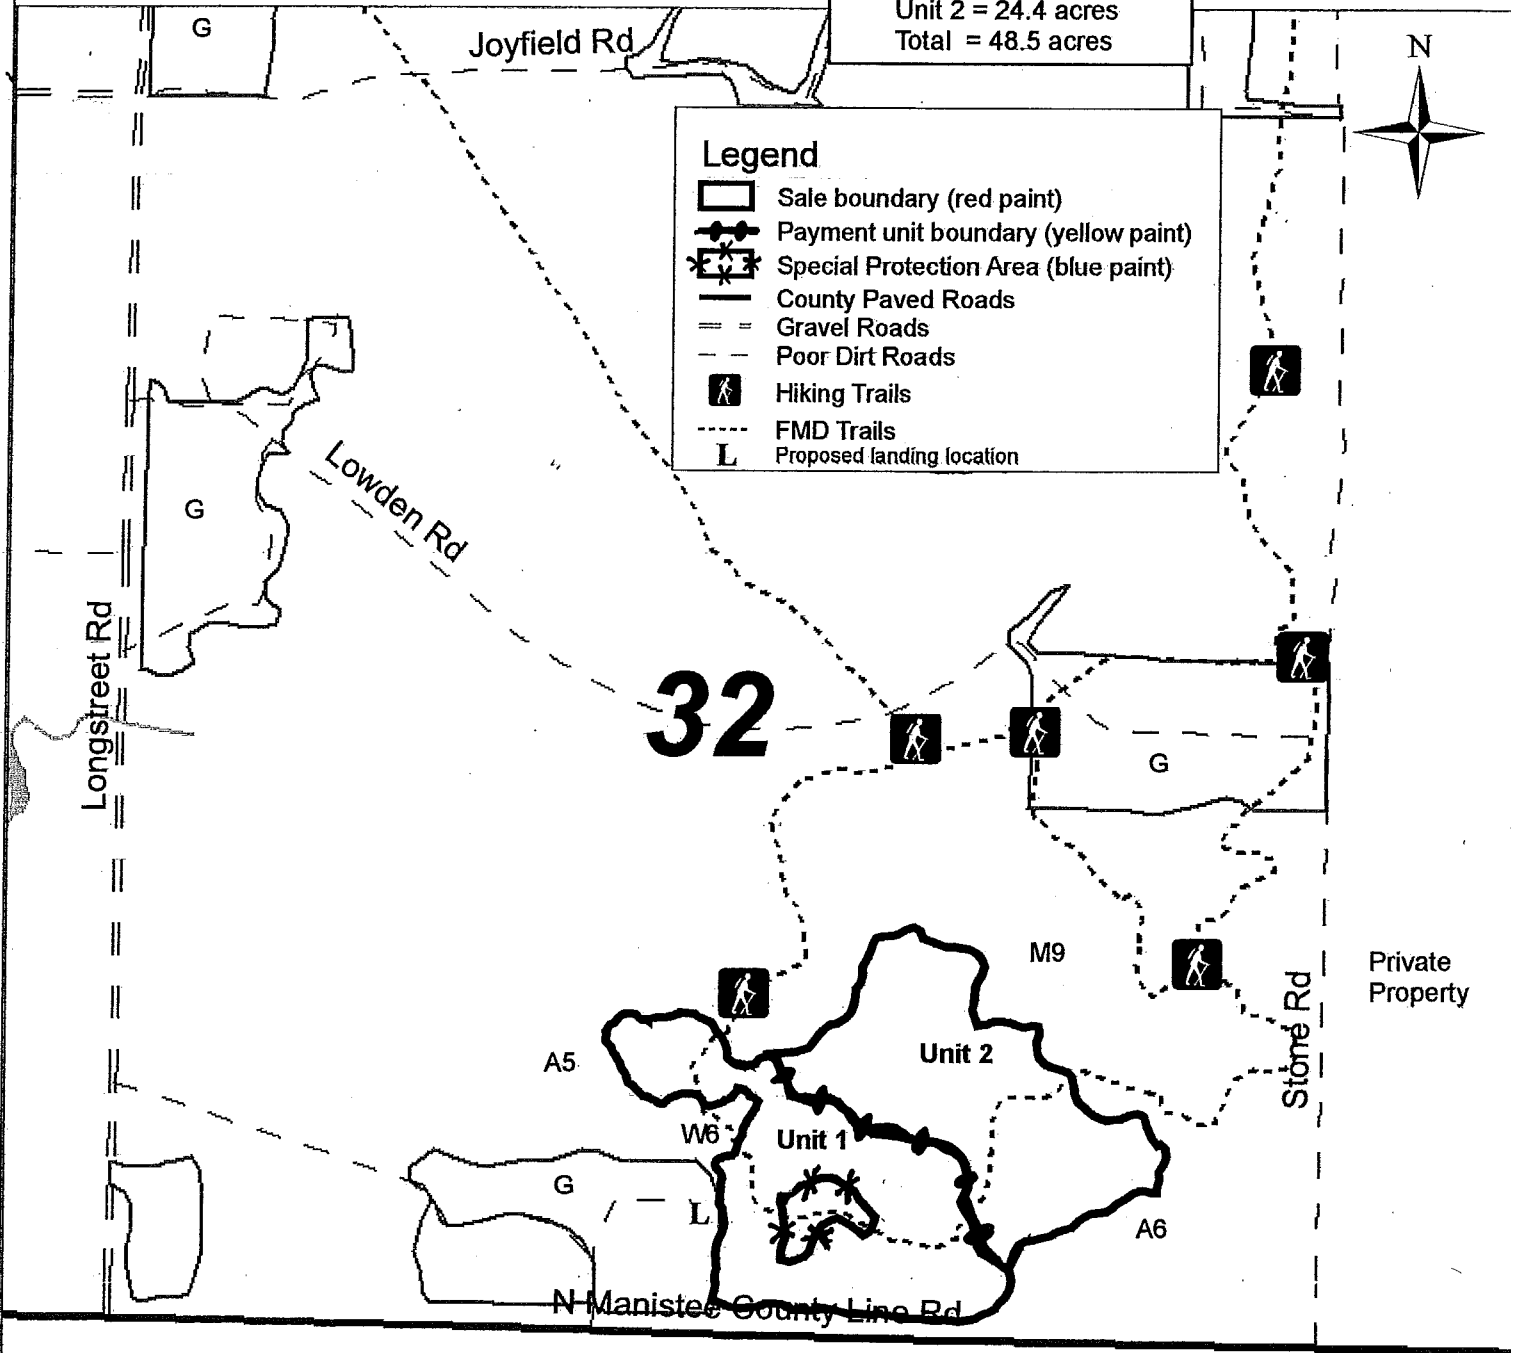 Unit 2 = 24.4 acres
Total = 48.5 acres
G
Joyfield Rd
N
Legend
Sale boundary (red paint)
Payment unit boundary (yellow paint)
Special Protection Area (blue paint)
County Paved Roads
Gravel Roads
Poor Dirt Roads
Hiking Trails
FMD Trails
L Proposed landing location
Lowden Rd
G
Longstreet Rd
32
G
M9
Private
Property
Stone Rd
Unit 2
A5
W6
Unit 1
G
L
A6
N Manistee County Line Rd